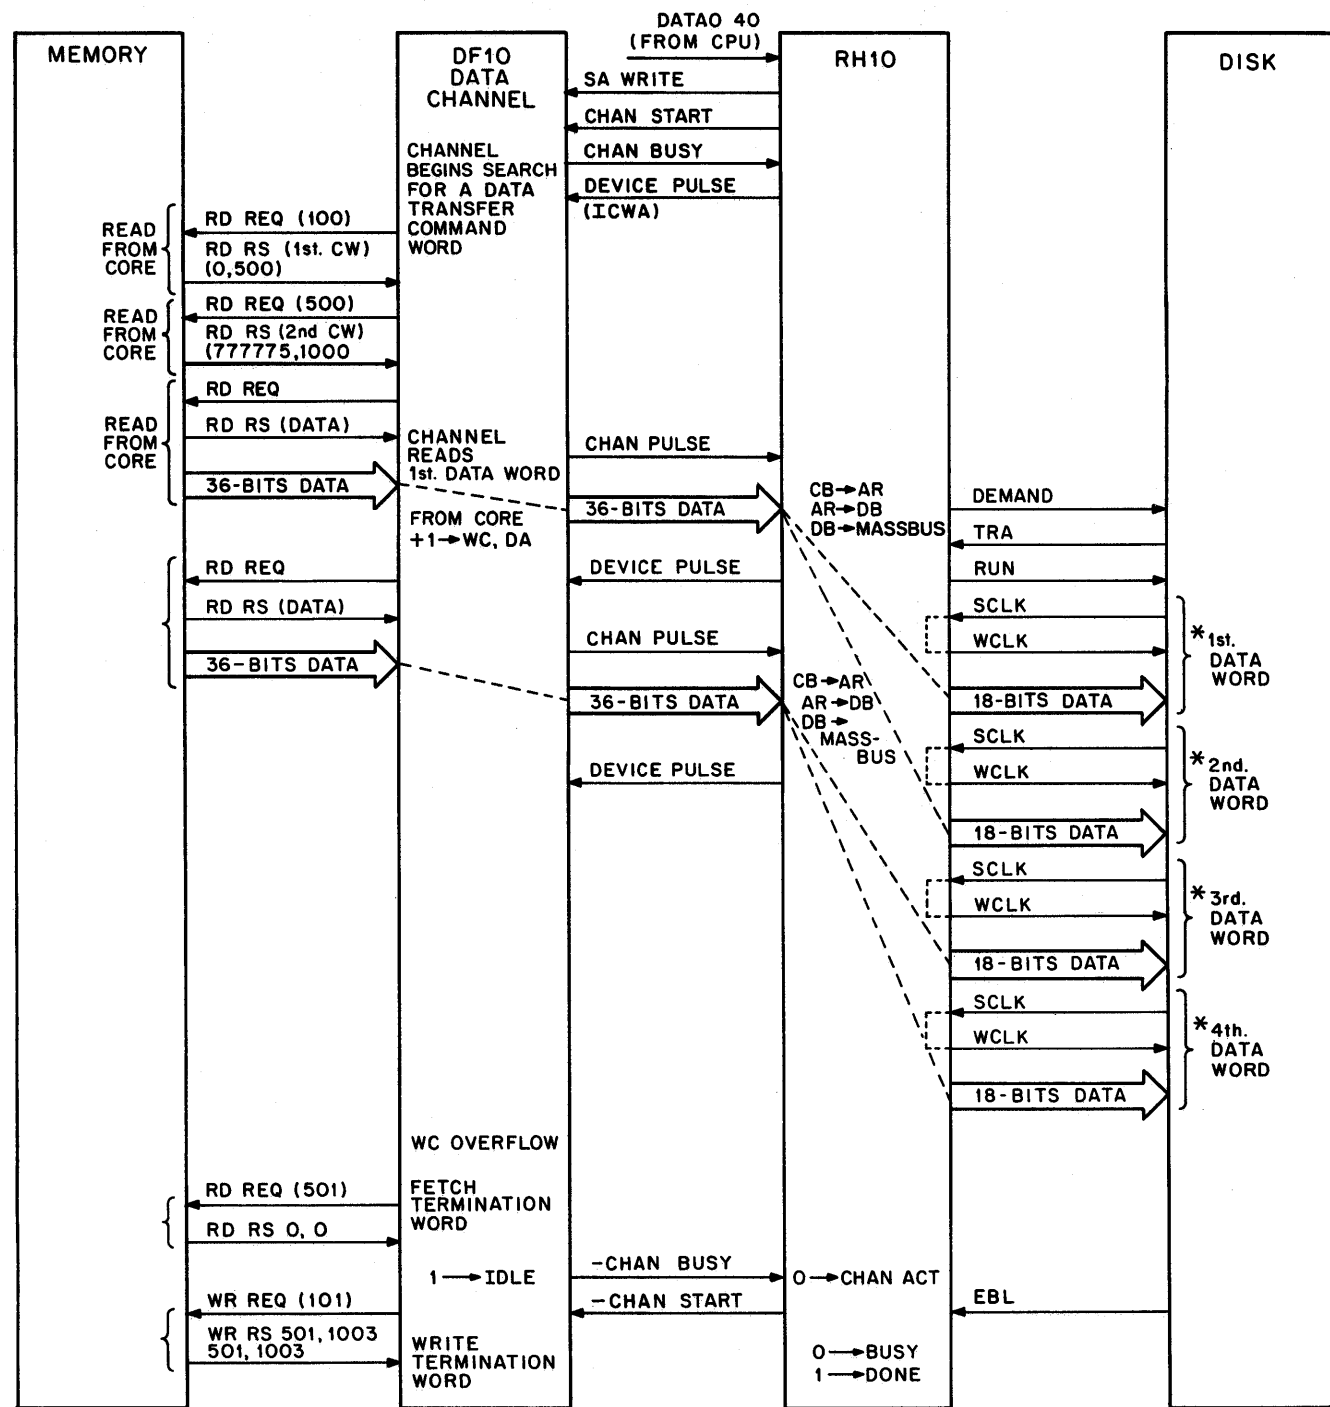 DATAO 40
(FROM CPU)
MEMORY
DF10
DATA
CHANNEL
RH10
DISK
SA WRITE
CHAN START
CHANNEL
BEGINS SEARCH
FOR A DATA
TRANSFER
COMMAND
WORD
CHAN BUSY
DEVICE PULSE
(ICWA)
READ
FROM
CORE
RD REQ (100)
RD RS (1st. CW)
(0,500)
READ
FROM
CORE
RD REQ (500)
RD RS (2nd CW)
(777775,1000
READ
FROM
CORE
RD REQ
RD RS (DATA)
36-BITS DATA
CHANNEL
READS
1st. DATA WORD
FROM CORE
+1→WC, DA
CHAN PULSE
36-BITS DATA
CB→AR
AR→DB
DB→MASSBUS
DEMAND
TRA
RUN
RD REQ
RD RS (DATA)
36-BITS DATA
DEVICE PULSE
CHAN PULSE
36-BITS DATA
DEVICE PULSE
CB→AR
AR→DB
DB→
MASS-
BUS
SCLK
WCLK
18-BITS DATA
*1st.
DATA
WORD
SCLK
WCLK
18-BITS DATA
*2nd.
DATA
WORD
SCLK
WCLK
18-BITS DATA
*3rd.
DATA
WORD
SCLK
WCLK
18-BITS DATA
*4th.
DATA
WORD
WC OVERFLOW
RD REQ (501)
RD RS 0, 0
FETCH
TERMINATION
WORD
1→IDLE
-CHAN BUSY
0→CHAN ACT
WR REQ (101)
-CHAN START
EBL
WR RS 501, 1003
501, 1003
WRITE
TERMINATION
WORD
0→BUSY
1→DONE